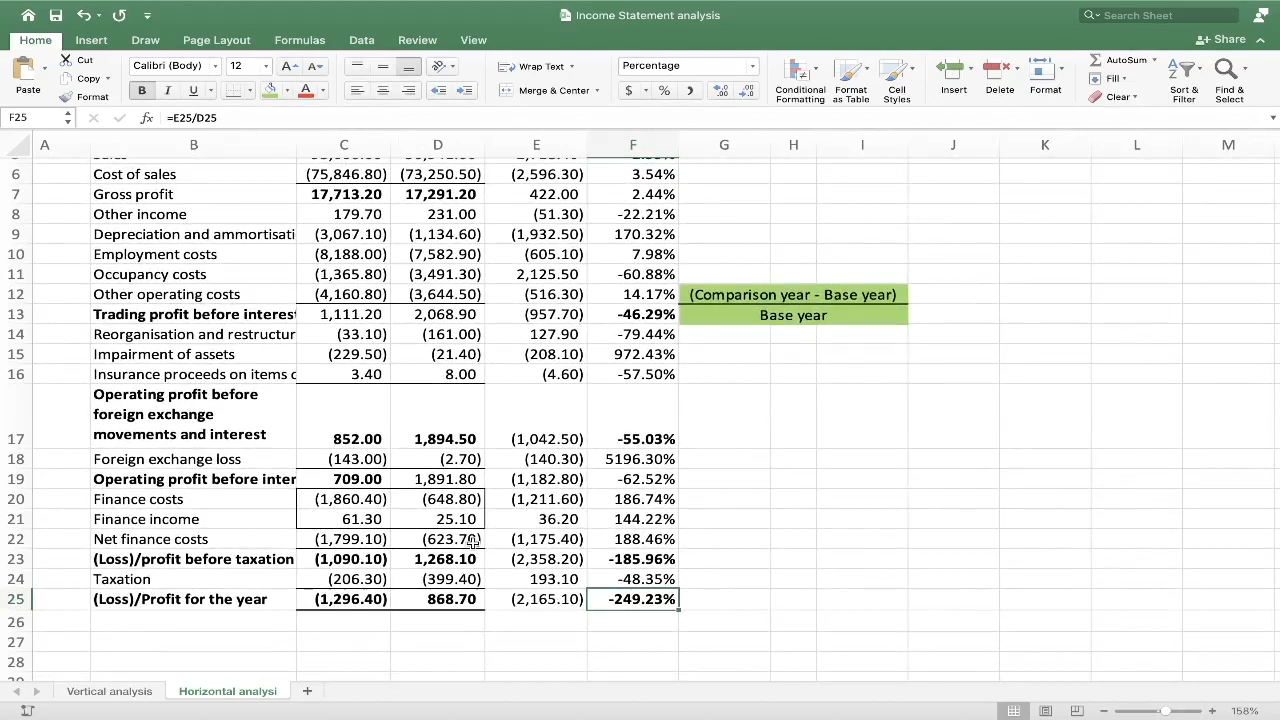 Income Statement analysis
Search Sheet
Home Insert Draw Page Layout Formulas Data Review View
Share
Paste
Cut
Copy
Format
Calibri (Body) 12
B I U
Wrap Text
Merge & Center
Percentage
$ % )
Conditional Formatting
Format as Table
Cell Styles
Insert
Delete
Format
AutoSum
Fill
Clear
Sort & Filter
Find & Select
F25 fx =E25/D25
A B C D E F G H I J K L M
6 Cost of sales (75,846.80) (73,250.50) (2,596.30) 3.54%
7 Gross profit 17,713.20 17,291.20 422.00 2.44%
8 Other income 179.70 231.00 (51.30) -22.21%
9 Depreciation and ammortisati (3,067.10) (1,134.60) (1,932.50) 170.32%
10 Employment costs (8,188.00) (7,582.90) (605.10) 7.98%
11 Occupancy costs (1,365.80) (3,491.30) 2,125.50 -60.88%
12 Other operating costs (4,160.80) (3,644.50) (516.30) 14.17% (Comparison year - Base year)
13 Trading profit before interest 1,111.20 2,068.90 (957.70) -46.29% Base year
14 Reorganisation and restructur (33.10) (161.00) 127.90 -79.44%
15 Impairment of assets (229.50) (21.40) (208.10) 972.43%
16 Insurance proceeds on items o 3.40 8.00 (4.60) -57.50%
Operating profit before
foreign exchange
17 movements and interest 852.00 1,894.50 (1,042.50) -55.03%
18 Foreign exchange loss (143.00) (2.70) (140.30) 5196.30%
19 Operating profit before inter 709.00 1,891.80 (1,182.80) -62.52%
20 Finance costs (1,860.40) (648.80) (1,211.60) 186.74%
21 Finance income 61.30 25.10 36.20 144.22%
22 Net finance costs (1,799.10) (623.70) (1,175.40) 188.46%
23 (Loss)/profit before taxation (1,090.10) 1,268.10 (2,358.20) -185.96%
24 Taxation (206.30) (399.40) 193.10 -48.35%
25 (Loss)/Profit for the year (1,296.40) 868.70 (2,165.10) -249.23%
26
27
28
Vertical analysis Horizontal analysi +
158%